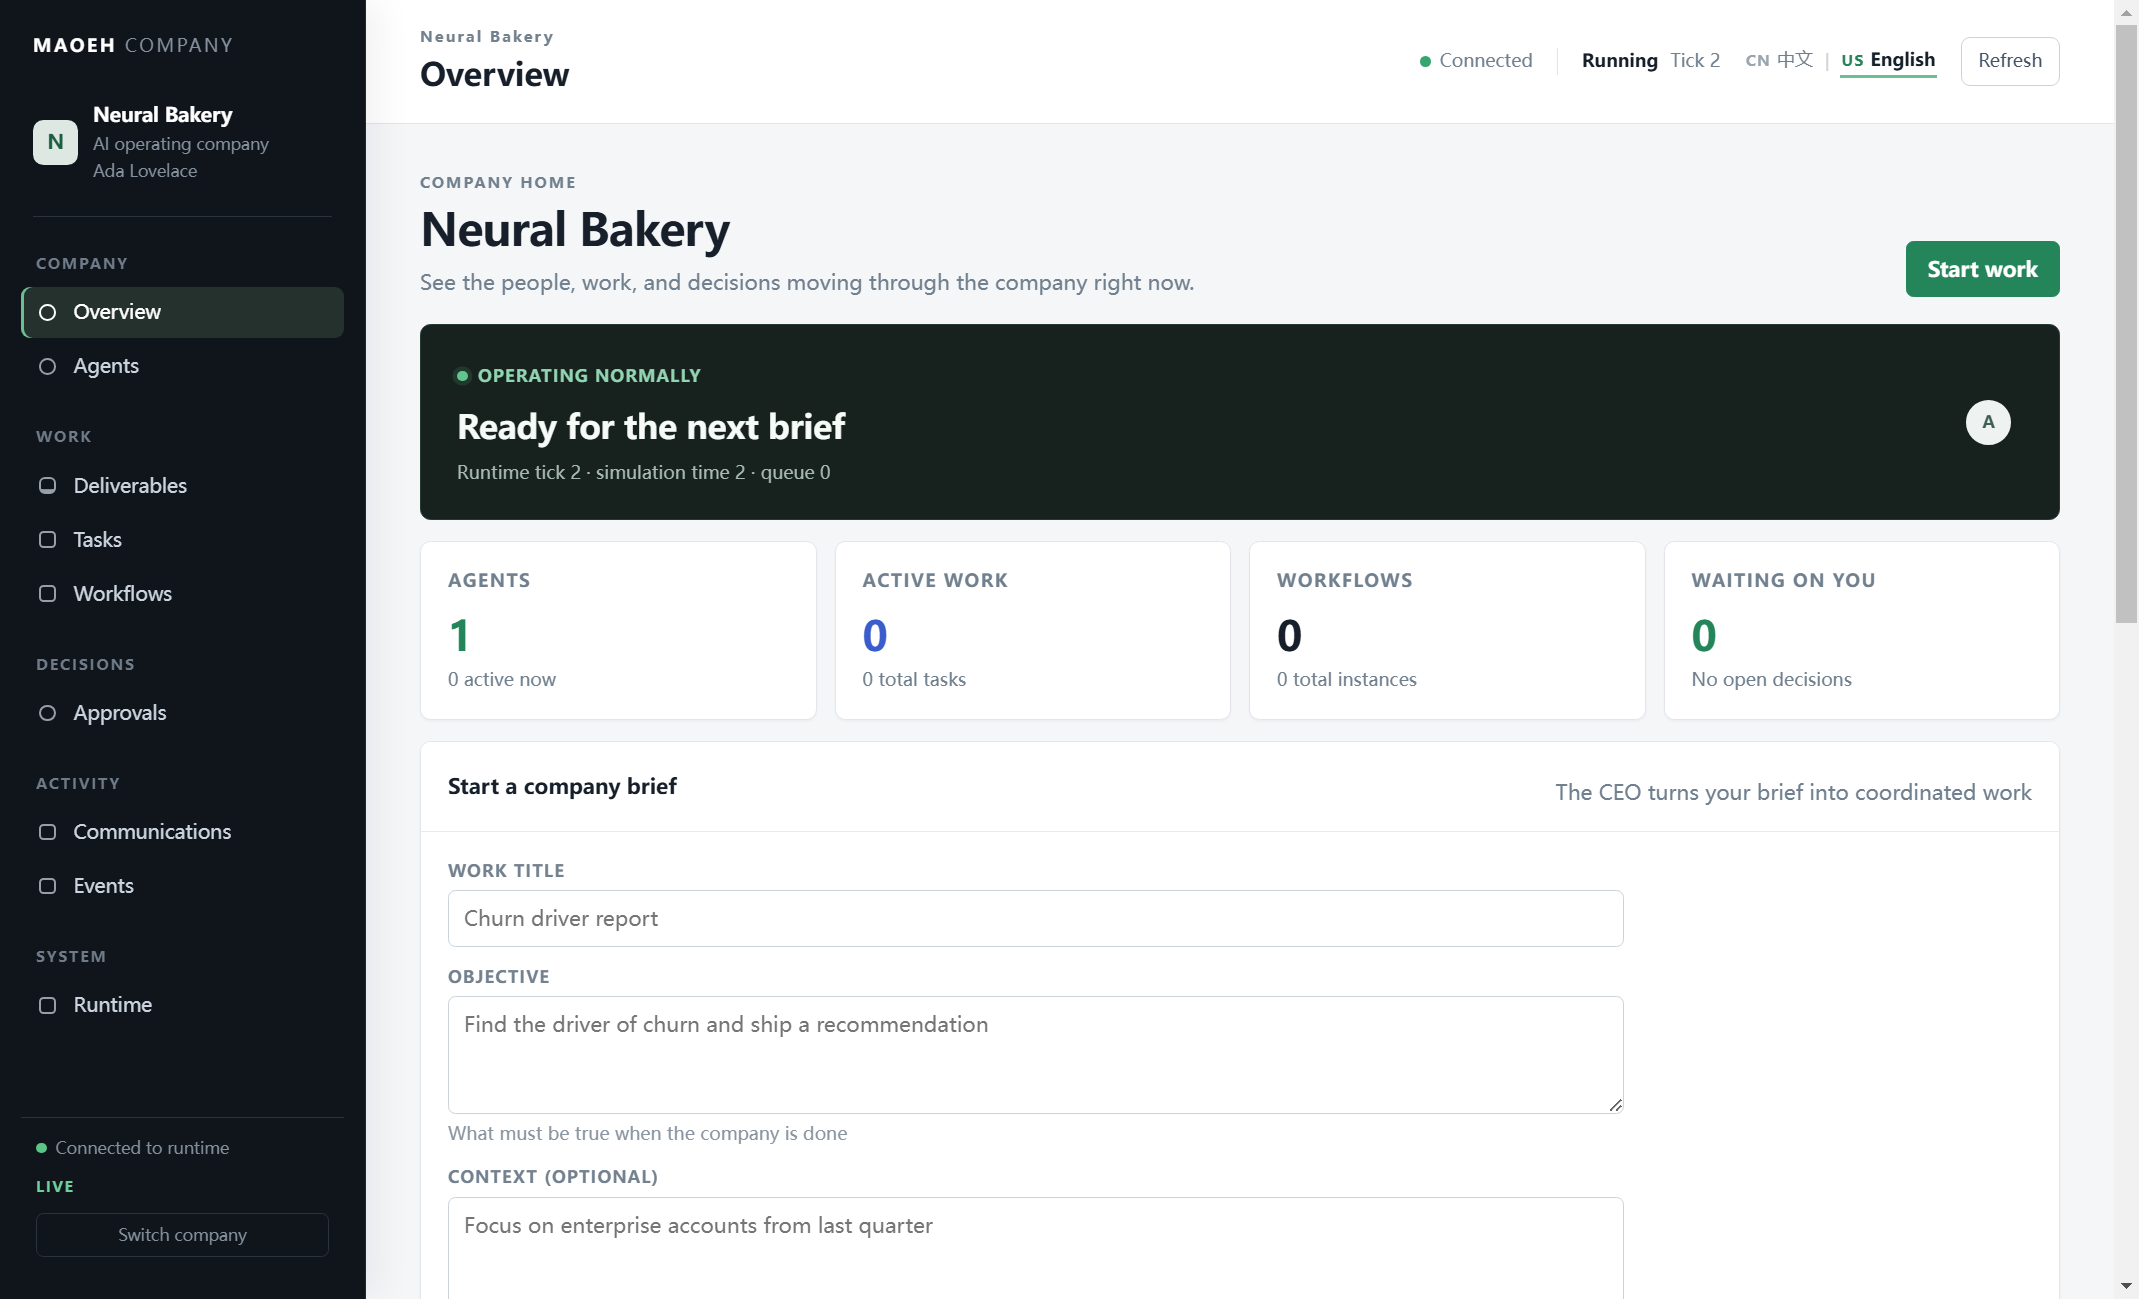 MAOEH COMPANY
N
Neural Bakery
AI operating company
Ada Lovelace
COMPANY
Overview
Agents
WORK
Deliverables
Tasks
Workflows
DECISIONS
Approvals
ACTIVITY
Communications
Events
SYSTEM
Runtime
Connected to runtime
LIVE
Switch company
Neural Bakery
Overview
Connected
Running Tick 2
CN 中文 | US English
Refresh
COMPANY HOME
Neural Bakery
See the people, work, and decisions moving through the company right now.
Start work
OPERATING NORMALLY
Ready for the next brief
Runtime tick 2 · simulation time 2 · queue 0
A
AGENTS
1
0 active now
ACTIVE WORK
0
0 total tasks
WORKFLOWS
0
0 total instances
WAITING ON YOU
0
No open decisions
Start a company brief
The CEO turns your brief into coordinated work
WORK TITLE
Churn driver report
OBJECTIVE
Find the driver of churn and ship a recommendation
What must be true when the company is done
CONTEXT (OPTIONAL)
Focus on enterprise accounts from last quarter